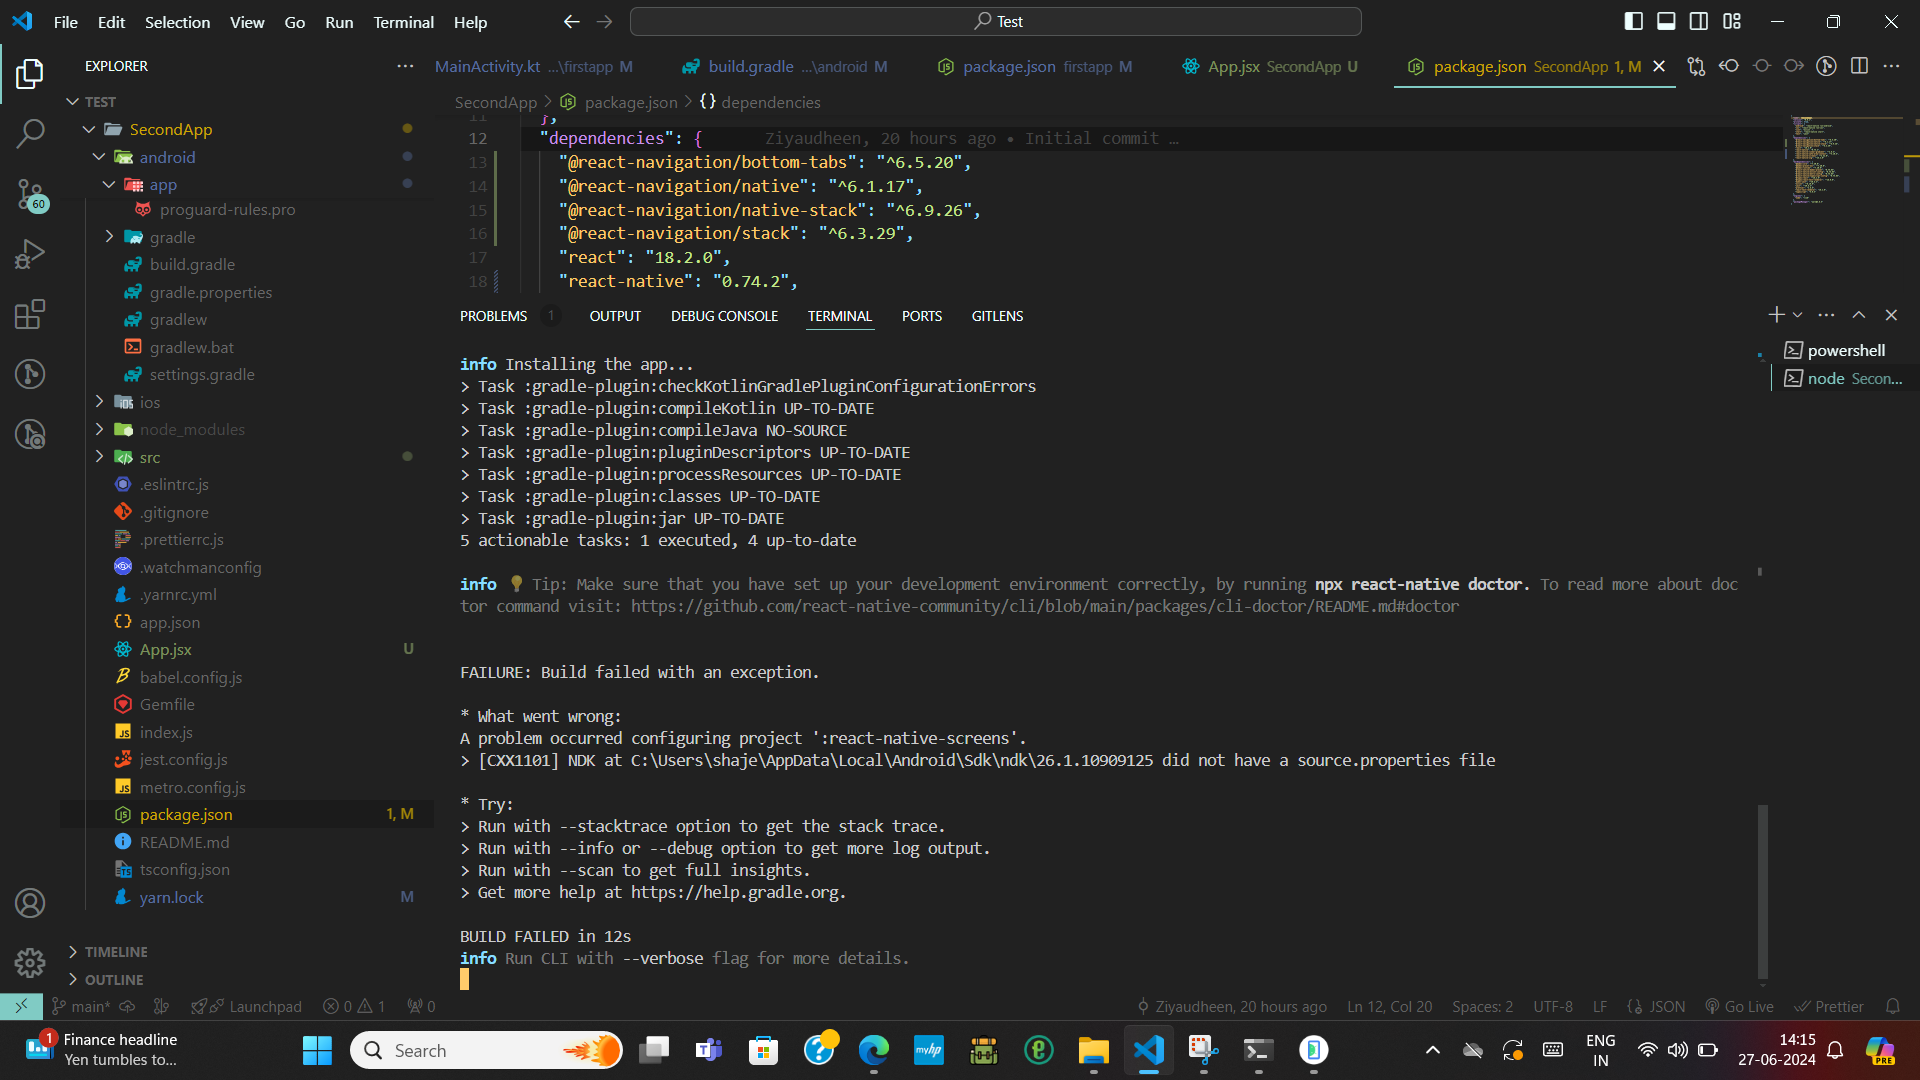 File Edit Selection View Go Run Terminal Help
Test
EXPLORER
MainActivity.kt ...\firstapp M
build.gradle ...\android M
package.json firstapp M
App.jsx SecondApp U
package.json SecondApp 1, M
SecondApp > package.json > {} dependencies
TEST
SecondApp
android
app
proguard-rules.pro
gradle
build.gradle
gradle.properties
gradlew
gradlew.bat
settings.gradle
ios
node_modules
src
.eslintrc.js
.gitignore
.prettierrc.js
.watchmanconfig
.yarnrc.yml
app.json
App.jsx U
babel.config.js
Gemfile
index.js
jest.config.js
metro.config.js
package.json 1, M
README.md
tsconfig.json
yarn.lock M
TIMELINE
OUTLINE
60
11 },
12 "dependencies": { Ziyaudheen, 20 hours ago • Initial commit …
13 "@react-navigation/bottom-tabs": "^6.5.20",
14 "@react-navigation/native": "^6.1.17",
15 "@react-navigation/native-stack": "^6.9.26",
16 "@react-navigation/stack": "^6.3.29",
17 "react": "18.2.0",
18 "react-native": "0.74.2",
PROBLEMS 1 OUTPUT DEBUG CONSOLE TERMINAL PORTS GITLENS
powershell
node Secon...
info Installing the app...
> Task :gradle-plugin:checkKotlinGradlePluginConfigurationErrors
> Task :gradle-plugin:compileKotlin UP-TO-DATE
> Task :gradle-plugin:compileJava NO-SOURCE
> Task :gradle-plugin:pluginDescriptors UP-TO-DATE
> Task :gradle-plugin:processResources UP-TO-DATE
> Task :gradle-plugin:classes UP-TO-DATE
> Task :gradle-plugin:jar UP-TO-DATE
5 actionable tasks: 1 executed, 4 up-to-date
info 💡 Tip: Make sure that you have set up your development environment correctly, by running npx react-native doctor. To read more about doc
tor command visit: https://github.com/react-native-community/cli/blob/main/packages/cli-doctor/README.md#doctor
FAILURE: Build failed with an exception.
* What went wrong:
A problem occurred configuring project ':react-native-screens'.
> [CXX1101] NDK at C:\Users\shaje\AppData\Local\Android\Sdk\ndk\26.1.10909125 did not have a source.properties file
* Try:
> Run with --stacktrace option to get the stack trace.
> Run with --info or --debug option to get more log output.
> Run with --scan to get full insights.
> Get more help at https://help.gradle.org.
BUILD FAILED in 12s
info Run CLI with --verbose flag for more details.
main* Launchpad 0 1 0 Ziyaudheen, 20 hours ago Ln 12, Col 20 Spaces: 2 UTF-8 LF {} JSON Go Live Prettier
1
Finance headline
Yen tumbles to...
Search
myhp
ENG
IN
14:15
27-06-2024
PRE